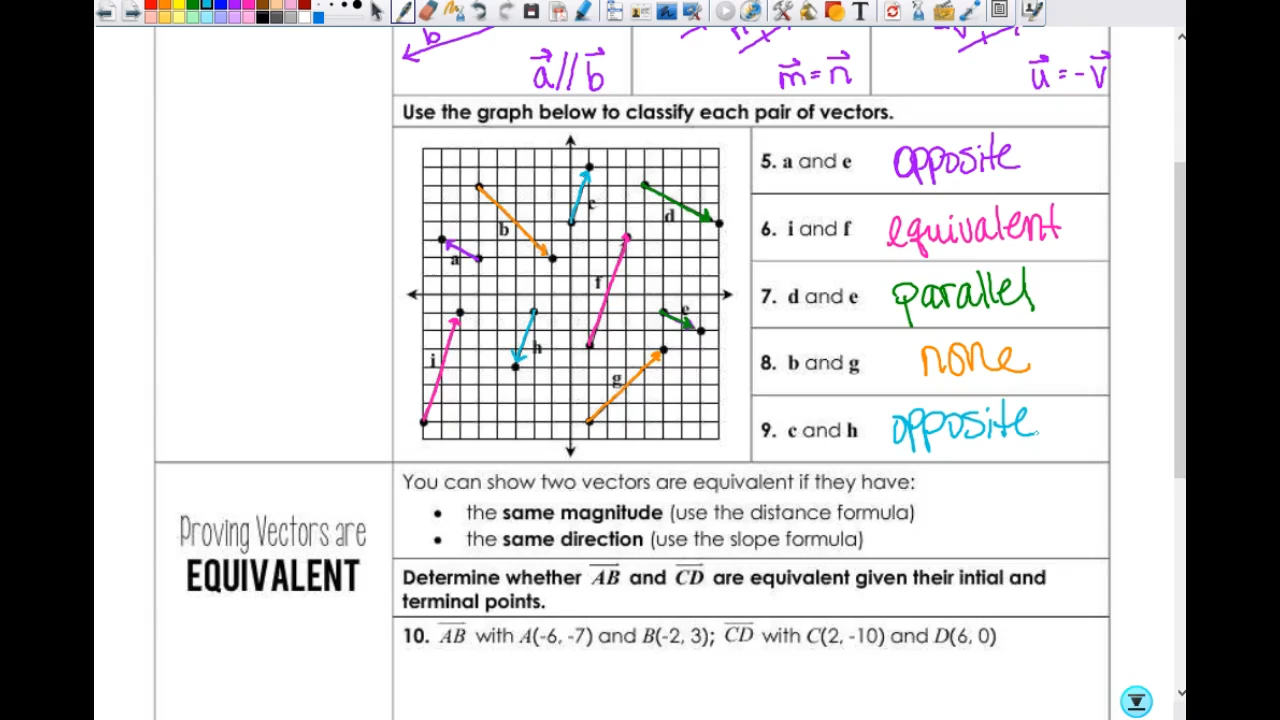 b
n
a // b
m = n
u = -v
Use the graph below to classify each pair of vectors.
a
b
c
d
e
f
g
h
i
5. a and e opposite
6. i and f equivalent
7. d and e parallel
8. b and g none
9. c and h opposite
Proving Vectors are
EQUIVALENT
You can show two vectors are equivalent if they have:
• the same magnitude (use the distance formula)
• the same direction (use the slope formula)
Determine whether AB and CD are equivalent given their intial and
terminal points.
10. AB with A(-6, -7) and B(-2, 3); CD with C(2, -10) and D(6, 0)